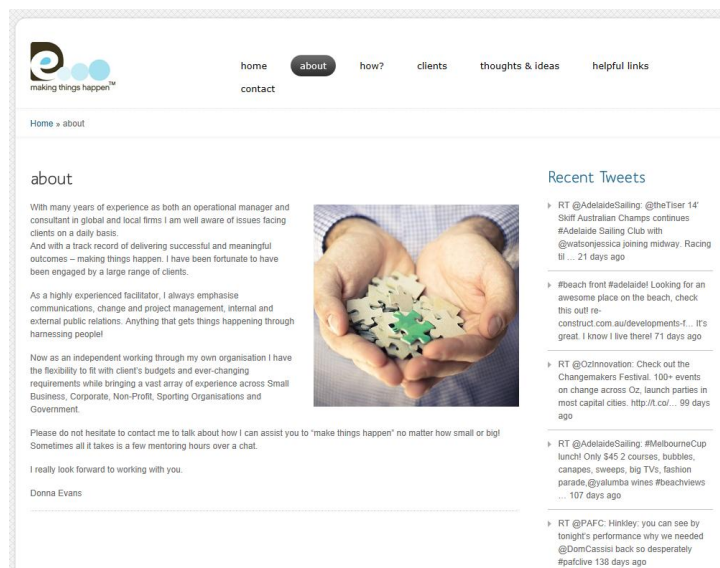 making things happen™
home about how? clients thoughts & ideas helpful links
contact
Home » about
about
With many years of experience as both an operational manager and
consultant in global and local firms I am well aware of issues facing
clients on a daily basis.
And with a track record of delivering successful and meaningful
outcomes – making things happen. I have been fortunate to have
been engaged by a large range of clients.
As a highly experienced facilitator, I always emphasise
communications, change and project management, internal and
external public relations. Anything that gets things happening through
harnessing people!
Now as an independent working through my own organisation I have
the flexibility to fit with client's budgets and ever-changing
requirements while bringing a vast array of experience across Small
Business, Corporate, Non-Profit, Sporting Organisations and
Government.
Please do not hesitate to contact me to talk about how I can assist you to "make things happen" no matter how small or big!
Sometimes all it takes is a few mentoring hours over a chat.
I really look forward to working with you.
Donna Evans
Recent Tweets
RT @AdelaideSailing: @theTiser 14'
Skiff Australian Champs continues
#Adelaide Sailing Club with
@watsonjessica joining midway. Racing
til … 21 days ago
#beach front #adelaide! Looking for an
awesome place on the beach, check
this out! re-
construct.com.au/developments-f… It's
great. I know I live there! 71 days ago
RT @OzInnovation: Check out the
Changemakers Festival. 100+ events
on change across Oz, launch parties in
most capital cities. http://t.co/… 99 days
ago
RT @AdelaideSailing: #MelbourneCup
lunch! Only $45 2 courses, bubbles,
canapes, sweeps, big TVs, fashion
parade,@yalumba wines #beachviews
… 107 days ago
RT @PAFC: Hinkley: you can see by
tonight's performance why we needed
@DomCassisi back so desperately
#pafclive 138 days ago